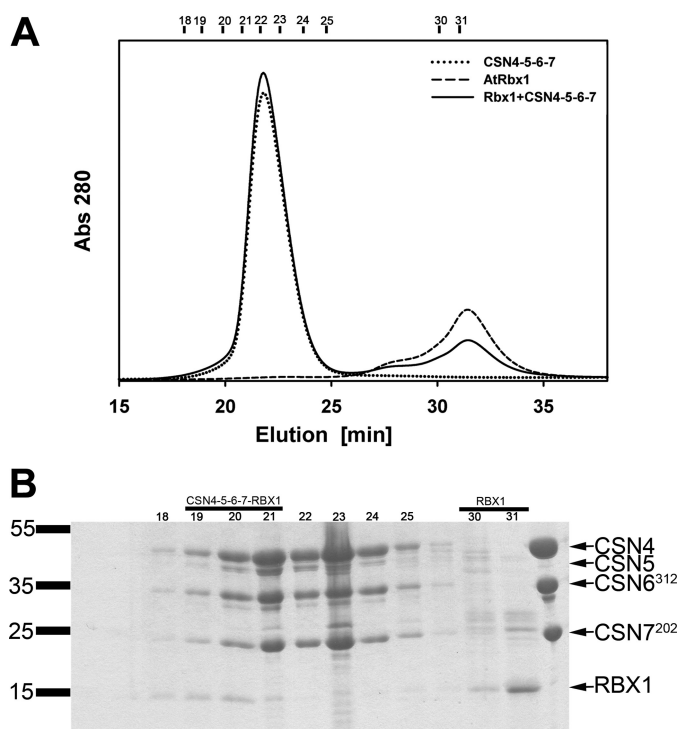 A
18 19 20 21 22 23 24 25 30 31
CSN4-5-6-7
AtRbx1
Rbx1+CSN4-5-6-7
Abs 280
15 20 25 30 35
Elution [min]
B
CSN4-5-6-7-RBX1 RBX1
18 19 20 21 22 23 24 25 30 31
55
35
25
15
CSN4
CSN5
CSN6³¹²
CSN7²⁰²
RBX1